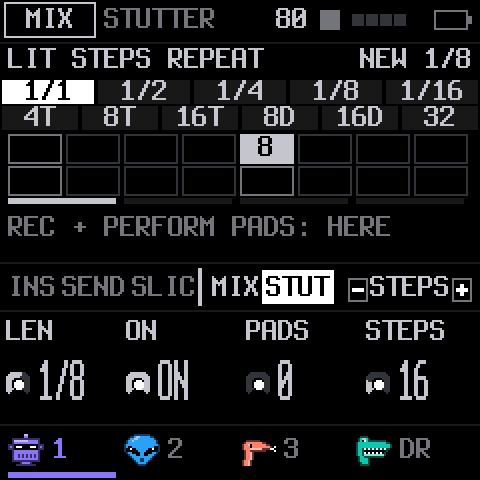 MIX STUTTER 80
LIT STEPS REPEAT NEW 1/8
1/1 1/2 1/4 1/8 1/16
4T 8T 16T 8D 16D 32
8
REC + PERFORM PADS: HERE
INS SEND SLIC MIX STUT -STEPS+
LEN ON PADS STEPS
1/8 ON 0 16
1 2 3 DR